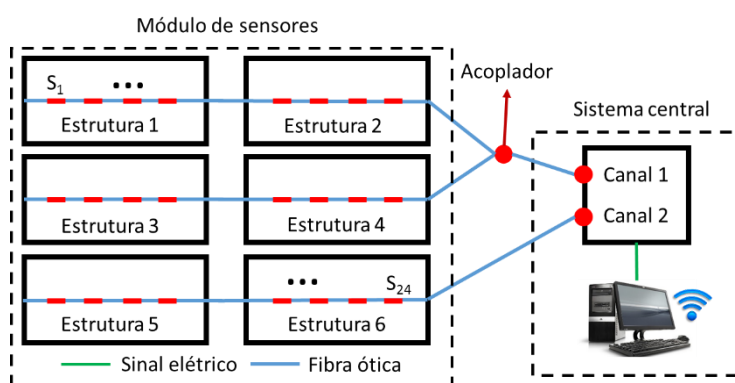 Módulo de sensores
S1
...
Estrutura 1
Estrutura 2
Acoplador
Sistema central
Estrutura 3
Estrutura 4
Canal 1
Canal 2
Estrutura 5
...
S24
Estrutura 6
Sinal elétrico
Fibra ótica